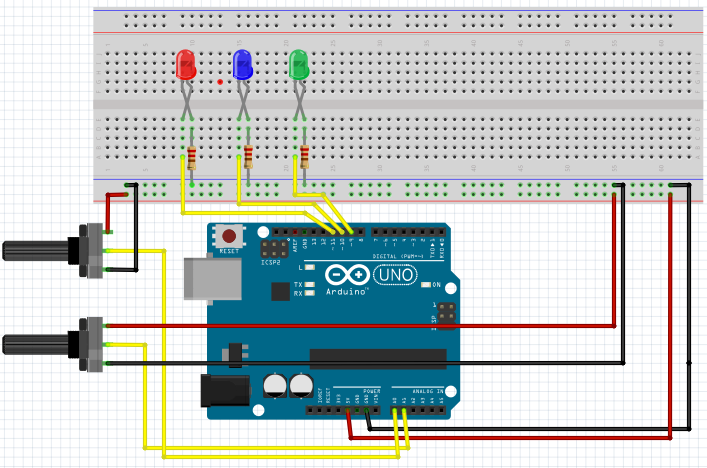 RESET
AREF
GND
13
12
~11
~10
~9
8
7
~6
~5
4
~3
2
TX0▶1
RX0◀0
ICSP2
DIGITAL (PWM=~)
L
TX
RX
Arduino™
UNO
ON
1
ICSP
POWER
ANALOG IN
IOREF
RESET
3V3
5V
GND
GND
VIN
A0
A1
A2
A3
A4
A5